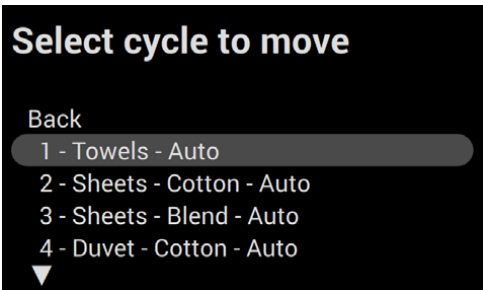 Select cycle to move
Back
1 - Towels - Auto
2 - Sheets - Cotton - Auto
3 - Sheets - Blend - Auto
4 - Duvet - Cotton - Auto